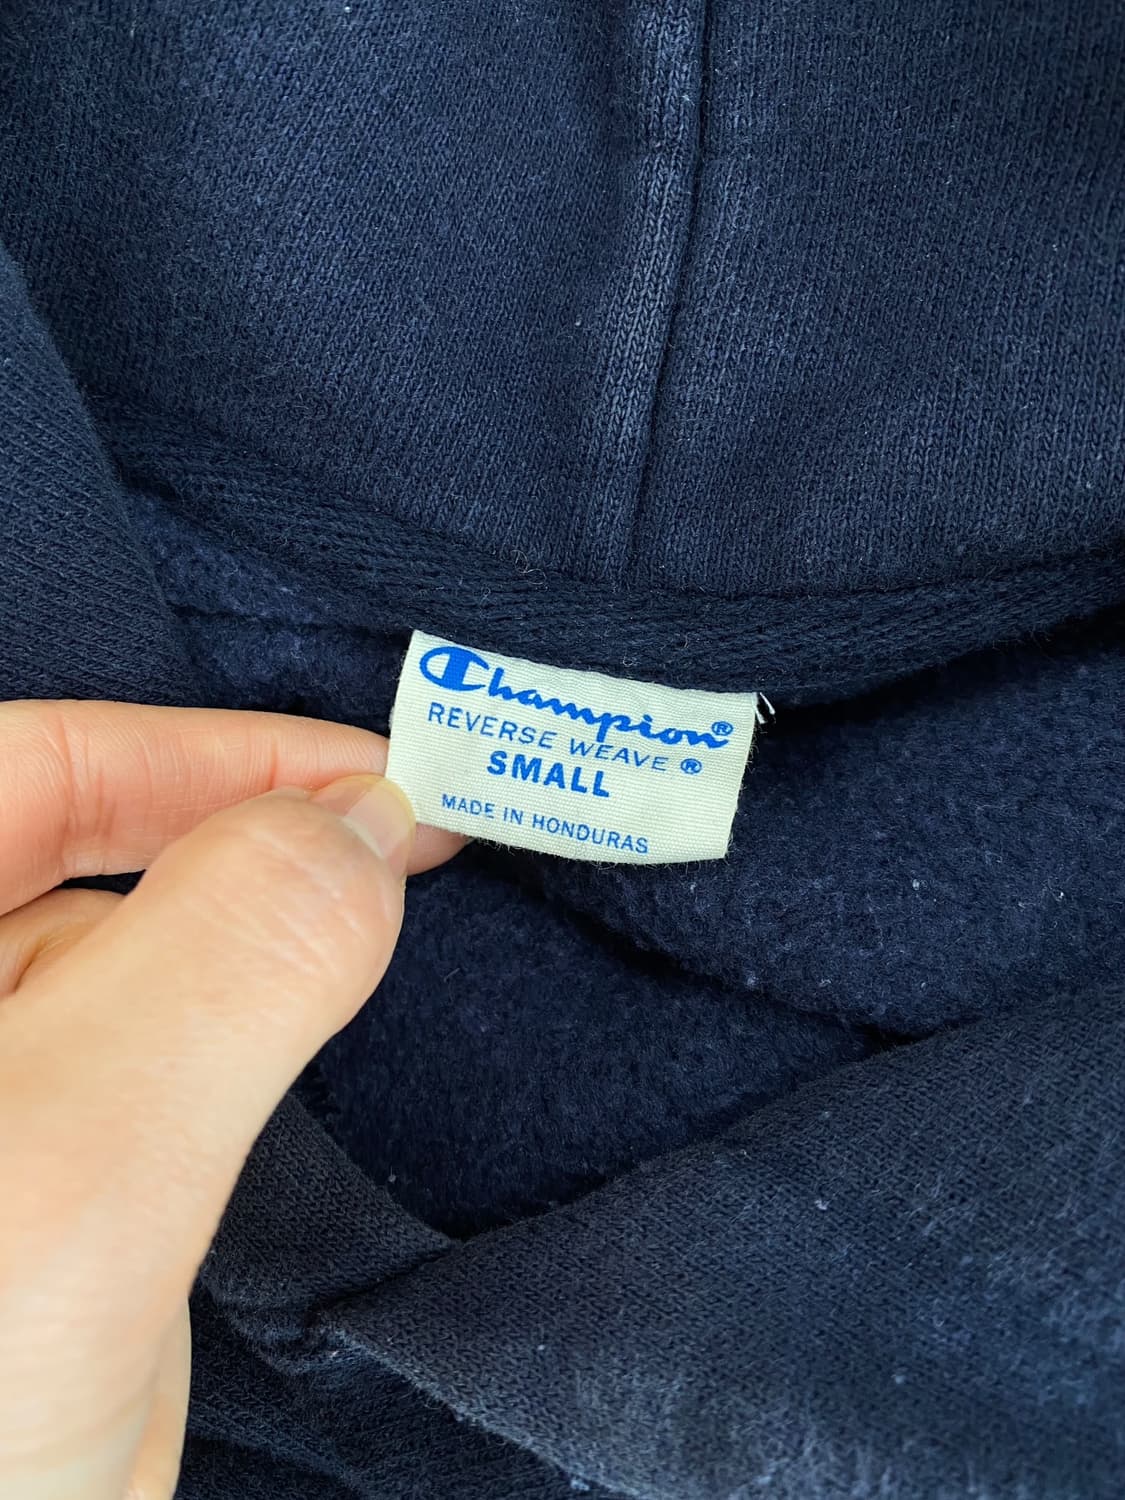 Champion®
REVERSE WEAVE®
SMALL
MADE IN HONDURAS